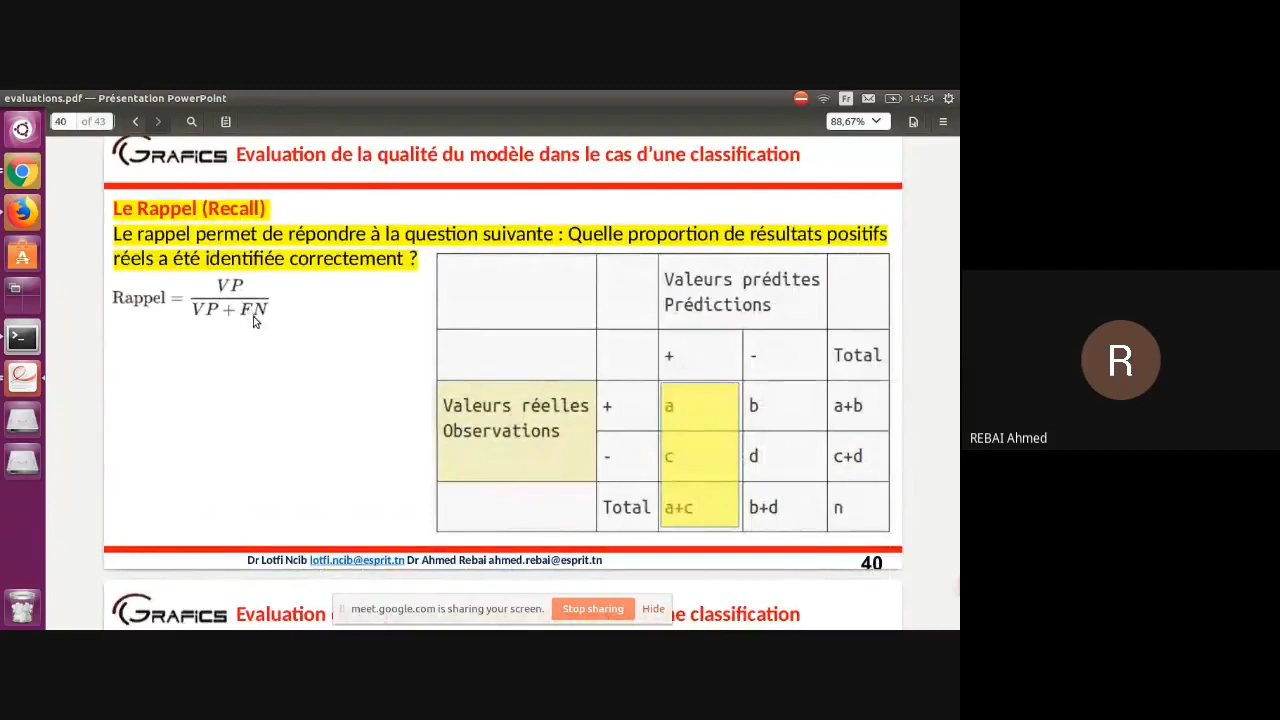 evaluations.pdf — Présentation PowerPoint
Fr
14:54
40 of 43
88,67%
GRAFICS Evaluation de la qualité du modèle dans le cas d'une classification
Le Rappel (Recall)
Le rappel permet de répondre à la question suivante : Quelle proportion de résultats positifs
réels a été identifiée correctement ?
Rappel = VP / VP + FN
Valeurs prédites
Prédictions
+ - Total
Valeurs réelles + a b a+b
Observations
- c d c+d
Total a+c b+d n
Dr Lotfi Ncib lotfi.ncib@esprit.tn Dr Ahmed Rebai ahmed.rebai@esprit.tn
40
GRAFICS Evaluation ne classification
meet.google.com is sharing your screen. Stop sharing Hide
R
REBAI Ahmed